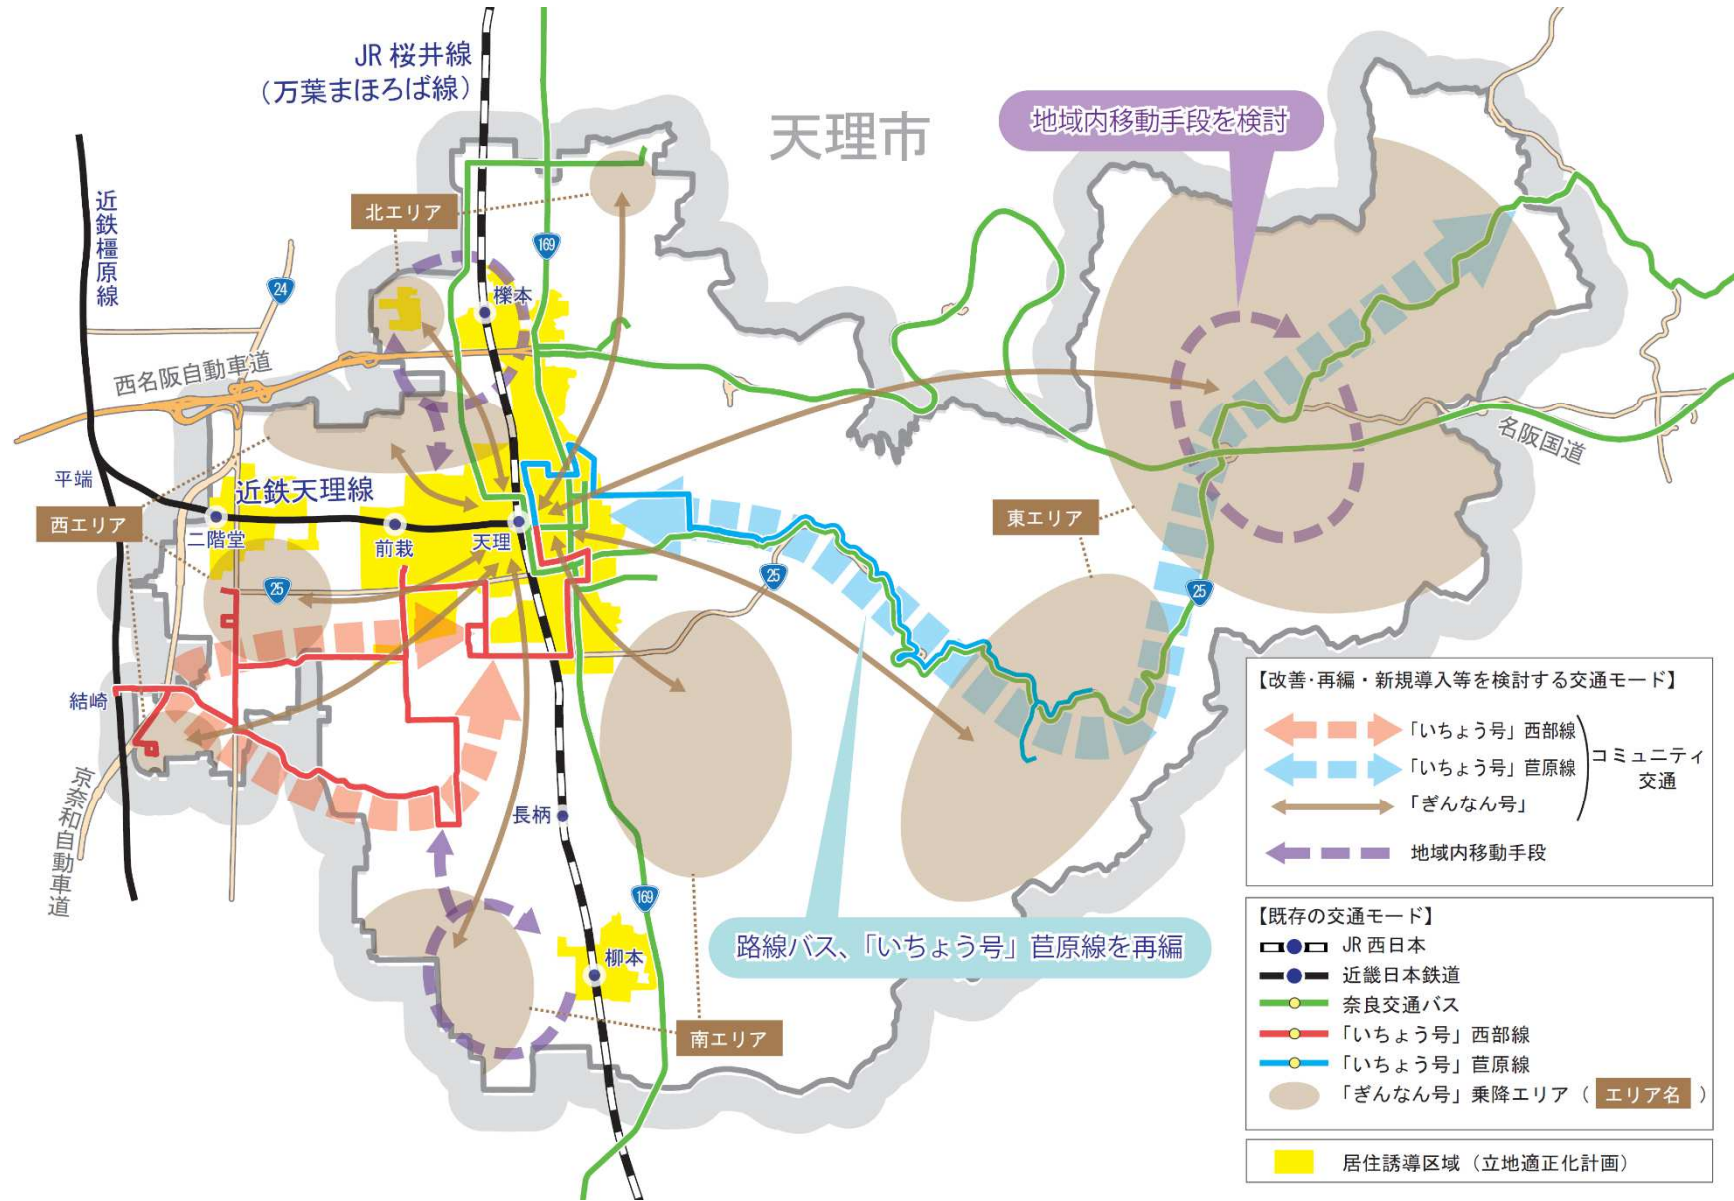 JR 桜井線
（万葉まほろば線）
天理市
地域内移動手段を検討
近鉄橿原線
北エリア
169
24
櫟本
西名阪自動車道
名阪国道
平端
近鉄天理線
西エリア
二階堂
前栽
天理
東エリア
25
25
25
結崎
京奈和自動車道
長柄
169
路線バス、「いちょう号」苣原線を再編
柳本
南エリア
【改善・再編・新規導入等を検討する交通モード】
「いちょう号」西部線
「いちょう号」苣原線
「ぎんなん号」
コミュニティ
交通
地域内移動手段
【既存の交通モード】
JR 西日本
近畿日本鉄道
奈良交通バス
「いちょう号」西部線
「いちょう号」苣原線
「ぎんなん号」乗降エリア（ エリア名 ）
居住誘導区域（立地適正化計画）